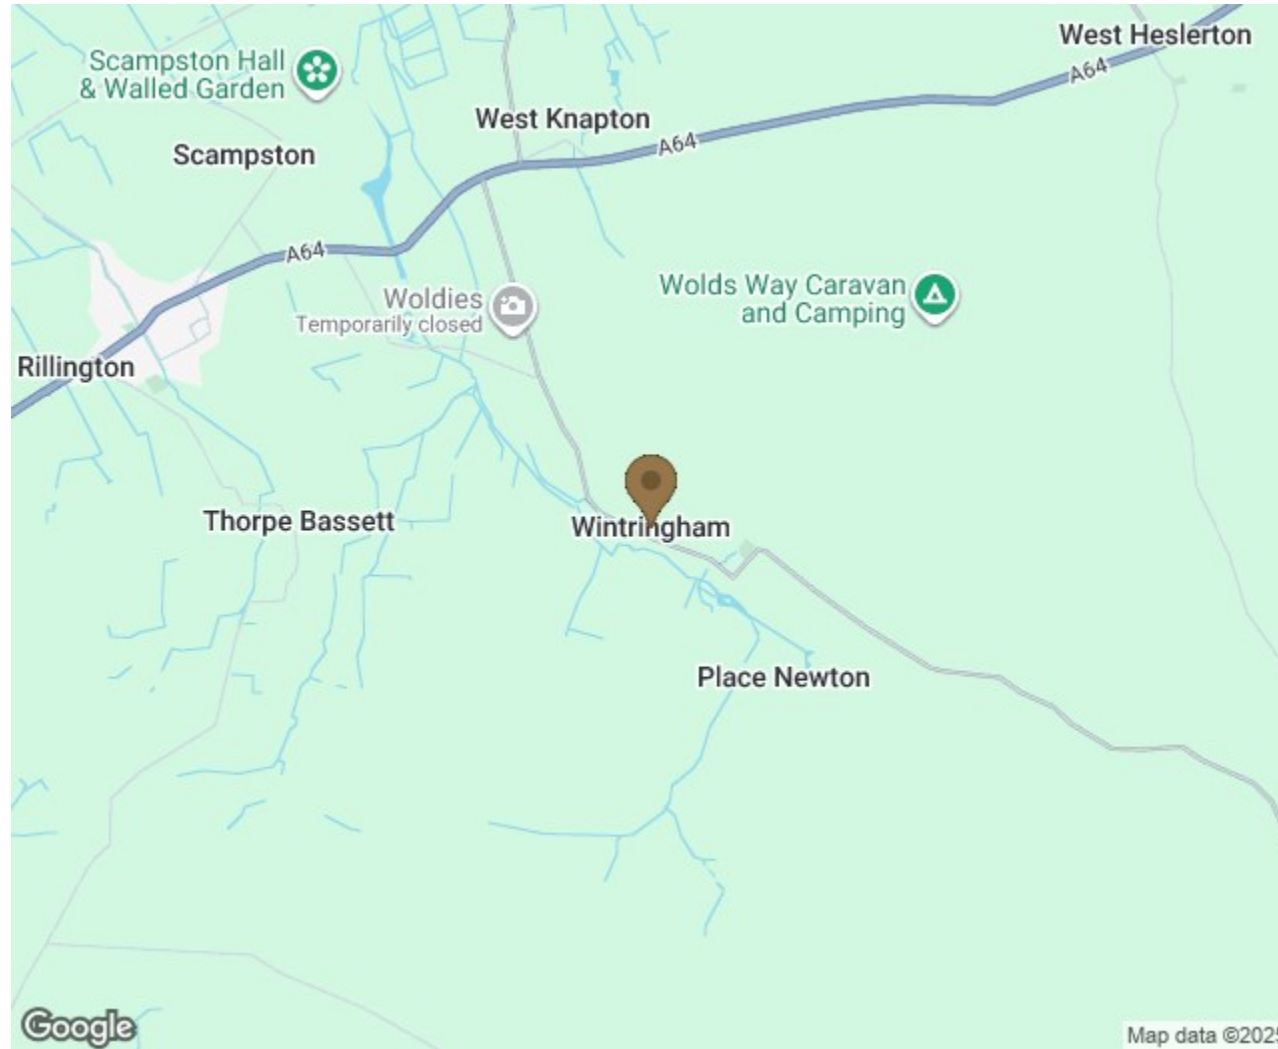 West Heslerton
A64
Scampston Hall
& Walled Garden
West Knapton
A64
Scampston
A64
Wolds Way Caravan
and Camping
Woldies
Temporarily closed
Rillington
Thorpe Bassett
Wintringham
Place Newton
Google
Map data ©2025